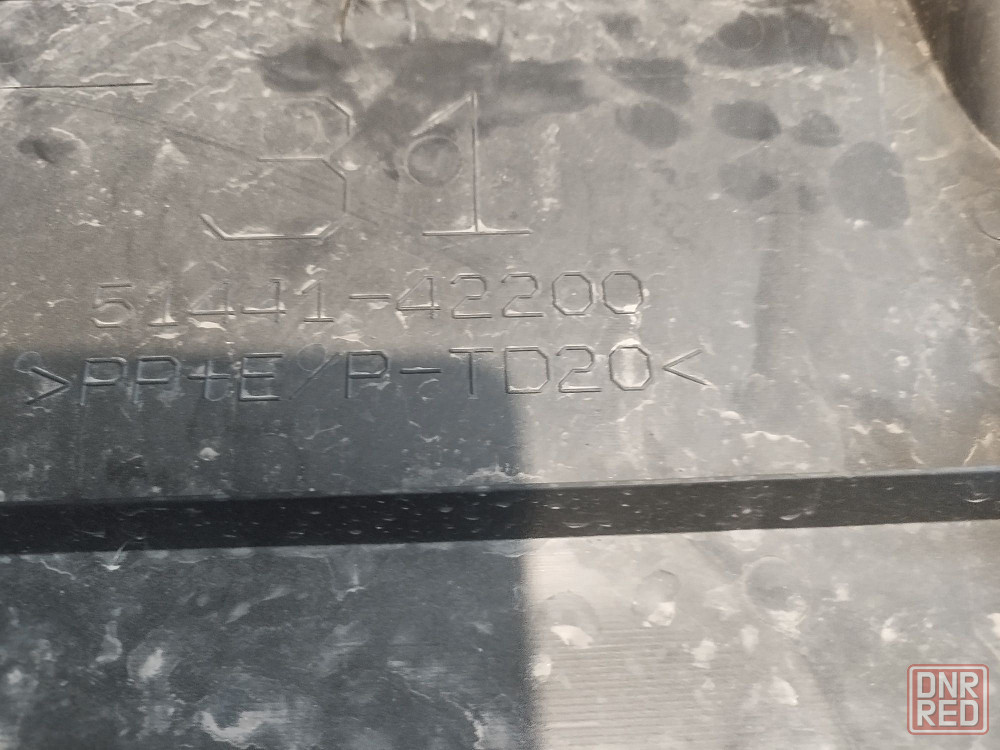 31
51441-42200
>PP+E/P-TD20<
DNR
RED